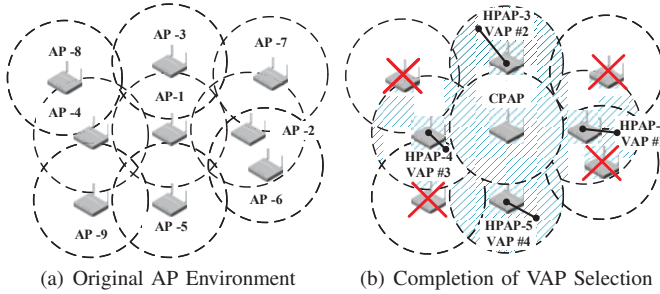 AP -3
AP -8
AP -7
AP -4
AP-1
AP -2
AP -6
AP -9
AP -5
(a) Original AP Environment
HPAP-3
VAP #2
CPAP
HPAP-
VAP #
HPAP-4
VAP #3
HPAP-5
VAP #4
(b) Completion of VAP Selection